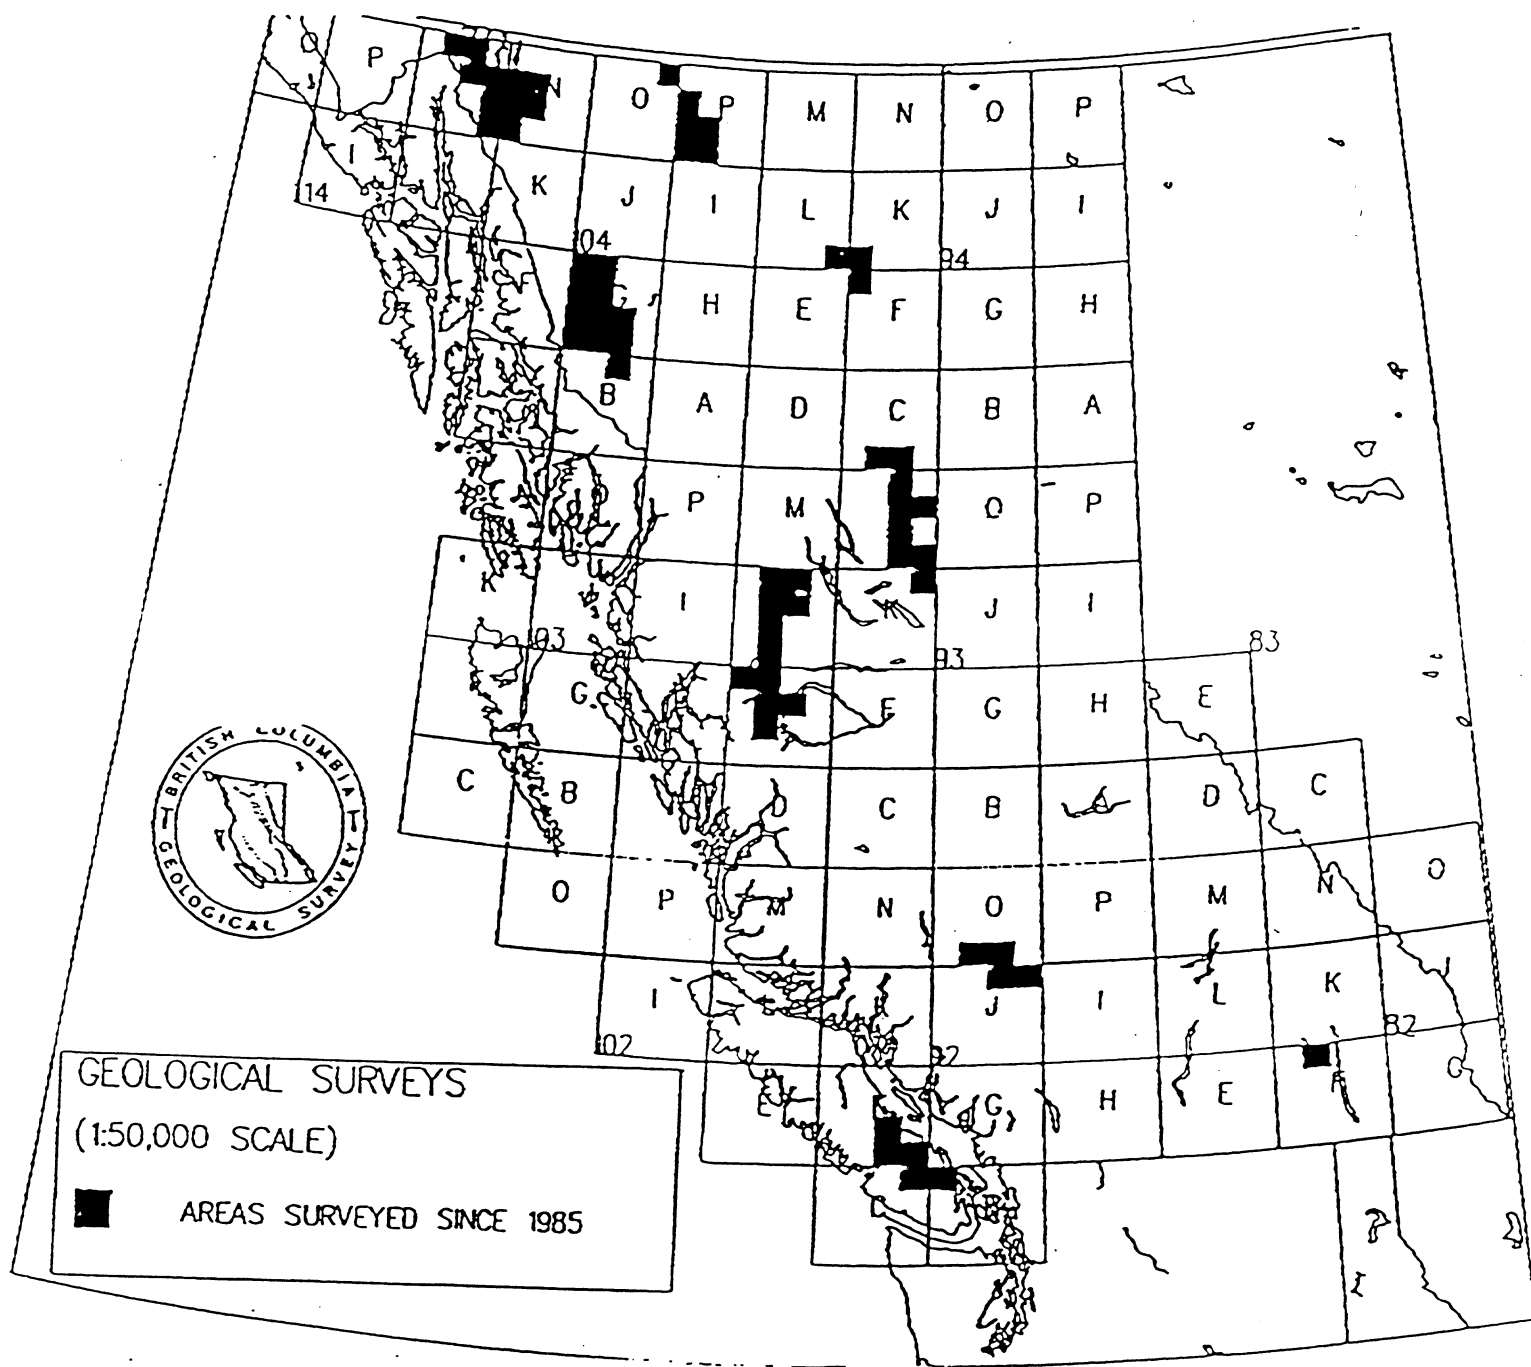 O P N O P M N O P
I K J I L K J I
114
104
94
F G H E F G H
B A D C B A
P M O P
K I K J I
103
93
83
G F G H E
C B D C B A D C
O P M N O P M N O
I K J I L K
102
92
82
E F G H E F G
BRITISH COLUMBIA
GEOLOGICAL SURVEY
GEOLOGICAL SURVEYS
(1:50,000 SCALE)
AREAS SURVEYED SINCE 1985